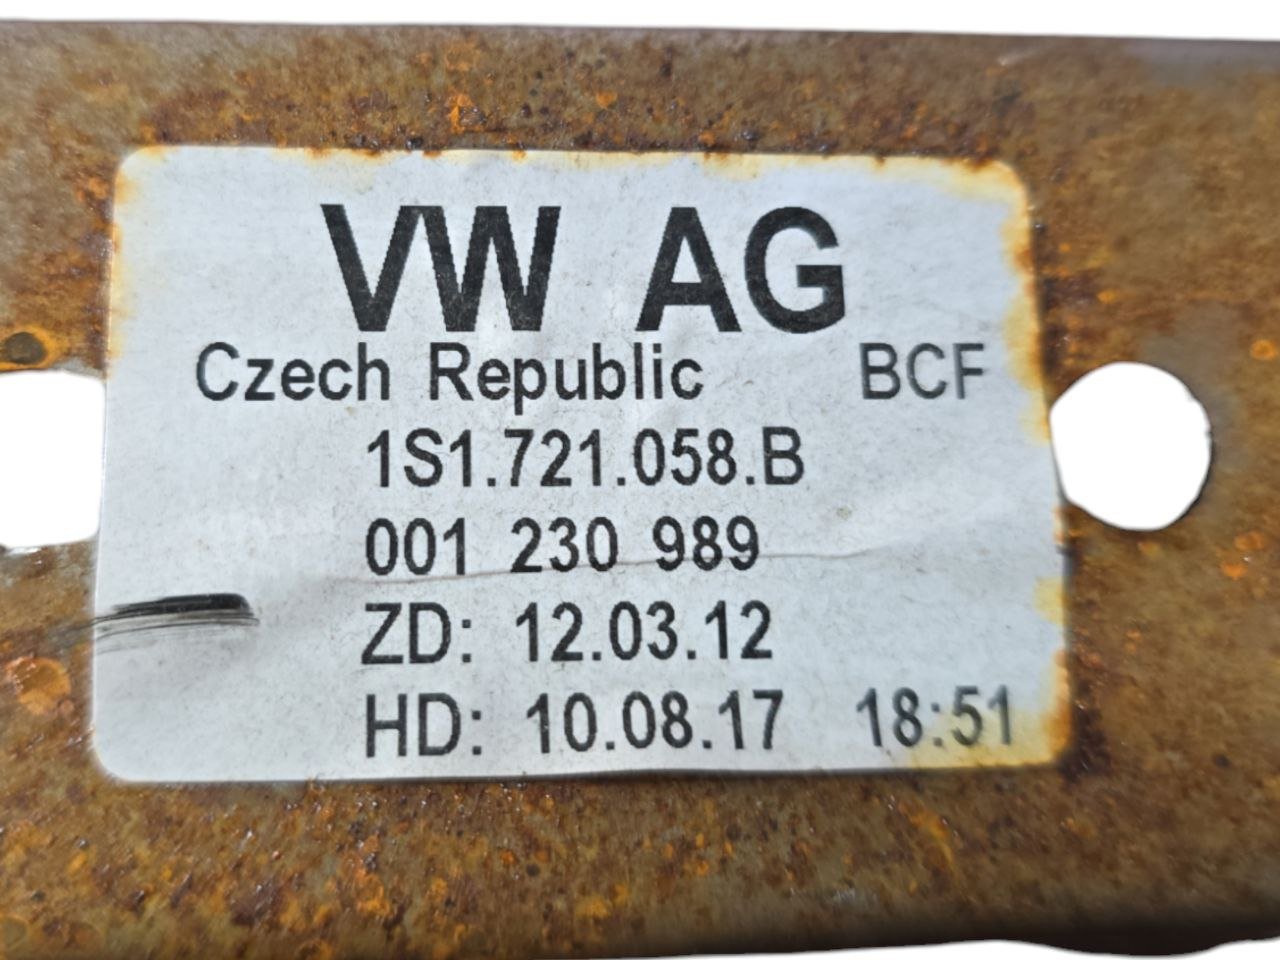 VW AG
Czech Republic BCF
1S1.721.058.B
001 230 989
ZD: 12.03.12
HD: 10.08.17 18:51